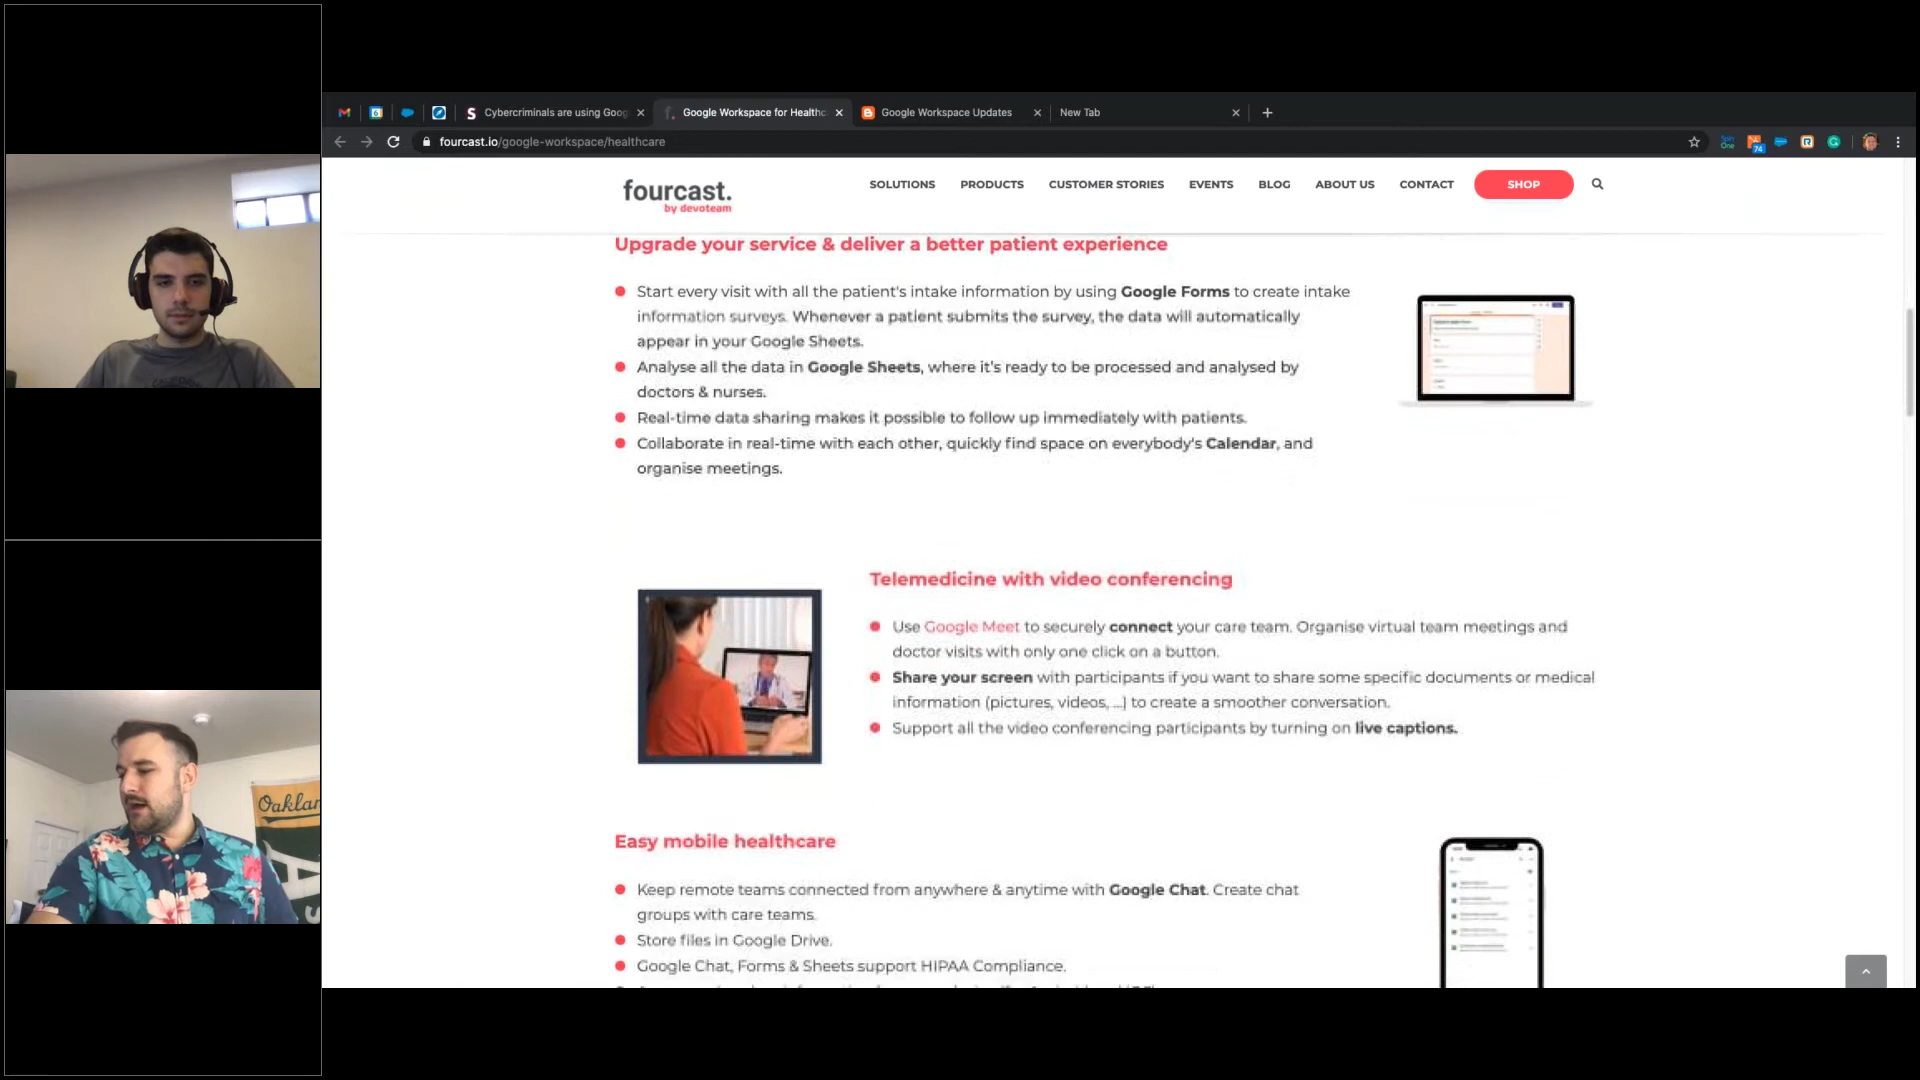 Cybercriminals are using Goog
Google Workspace for Healthc
Google Workspace Updates
New Tab
fourcast.io/google-workspace/healthcare
74
fourcast.
by devoteam
SOLUTIONS
PRODUCTS
CUSTOMER STORIES
EVENTS
BLOG
ABOUT US
CONTACT
SHOP
Upgrade your service & deliver a better patient experience
Start every visit with all the patient's intake information by using Google Forms to create intake
information surveys. Whenever a patient submits the survey, the data will automatically
appear in your Google Sheets.
Analyse all the data in Google Sheets, where it's ready to be processed and analysed by
doctors & nurses.
Real-time data sharing makes it possible to follow up immediately with patients.
Collaborate in real-time with each other, quickly find space on everybody's Calendar, and
organise meetings.
Telemedicine with video conferencing
Use Google Meet to securely connect your care team. Organise virtual team meetings and
doctor visits with only one click on a button.
Share your screen with participants if you want to share some specific documents or medical
information (pictures, videos, ...) to create a smoother conversation.
Support all the video conferencing participants by turning on live captions.
Easy mobile healthcare
Keep remote teams connected from anywhere & anytime with Google Chat. Create chat
groups with care teams.
Store files in Google Drive.
Google Chat, Forms & Sheets support HIPAA Compliance.
Oaklan